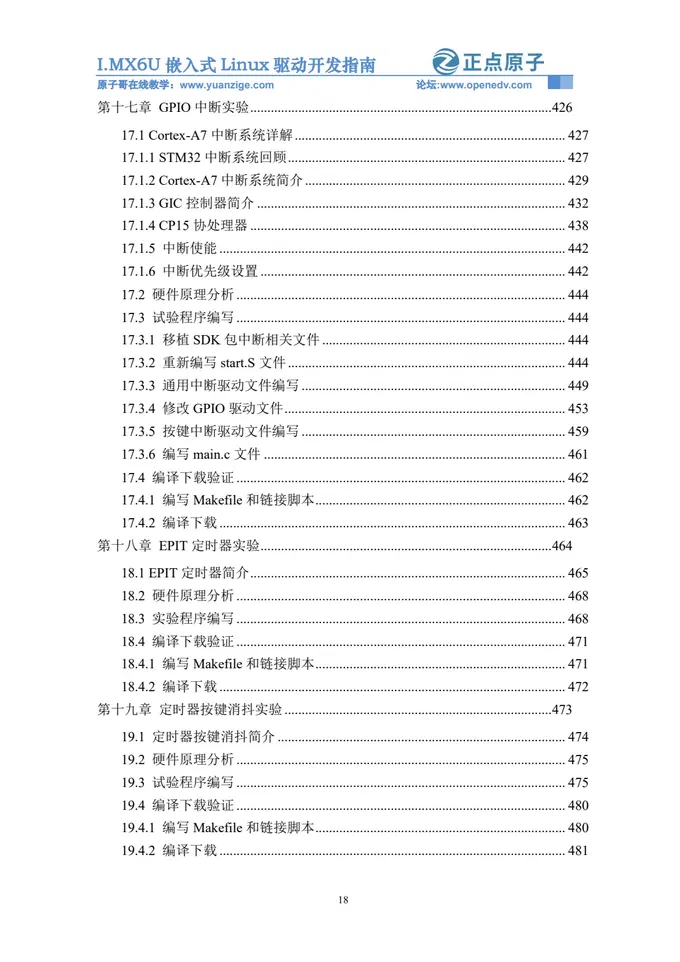 I.MX6U 嵌入式 Linux 驱动开发指南
正点原子
原子哥在线教学：www.yuanzige.com 论坛:www.openedv.com
第十七章 GPIO 中断实验........426
17.1 Cortex-A7 中断系统详解........427
17.1.1 STM32 中断系统回顾........427
17.1.2 Cortex-A7 中断系统简介........429
17.1.3 GIC 控制器简介........432
17.1.4 CP15 协处理器........438
17.1.5 中断使能........442
17.1.6 中断优先级设置........442
17.2 硬件原理分析........444
17.3 试验程序编写........444
17.3.1 移植 SDK 包中断相关文件........444
17.3.2 重新编写 start.S 文件........444
17.3.3 通用中断驱动文件编写........449
17.3.4 修改 GPIO 驱动文件........453
17.3.5 按键中断驱动文件编写........459
17.3.6 编写 main.c 文件........461
17.4 编译下载验证........462
17.4.1 编写 Makefile 和链接脚本........462
17.4.2 编译下载........463
第十八章 EPIT 定时器实验........464
18.1 EPIT 定时器简介........465
18.2 硬件原理分析........468
18.3 实验程序编写........468
18.4 编译下载验证........471
18.4.1 编写 Makefile 和链接脚本........471
18.4.2 编译下载........472
第十九章 定时器按键消抖实验........473
19.1 定时器按键消抖简介........474
19.2 硬件原理分析........475
19.3 试验程序编写........475
19.4 编译下载验证........480
19.4.1 编写 Makefile 和链接脚本........480
19.4.2 编译下载........481
18